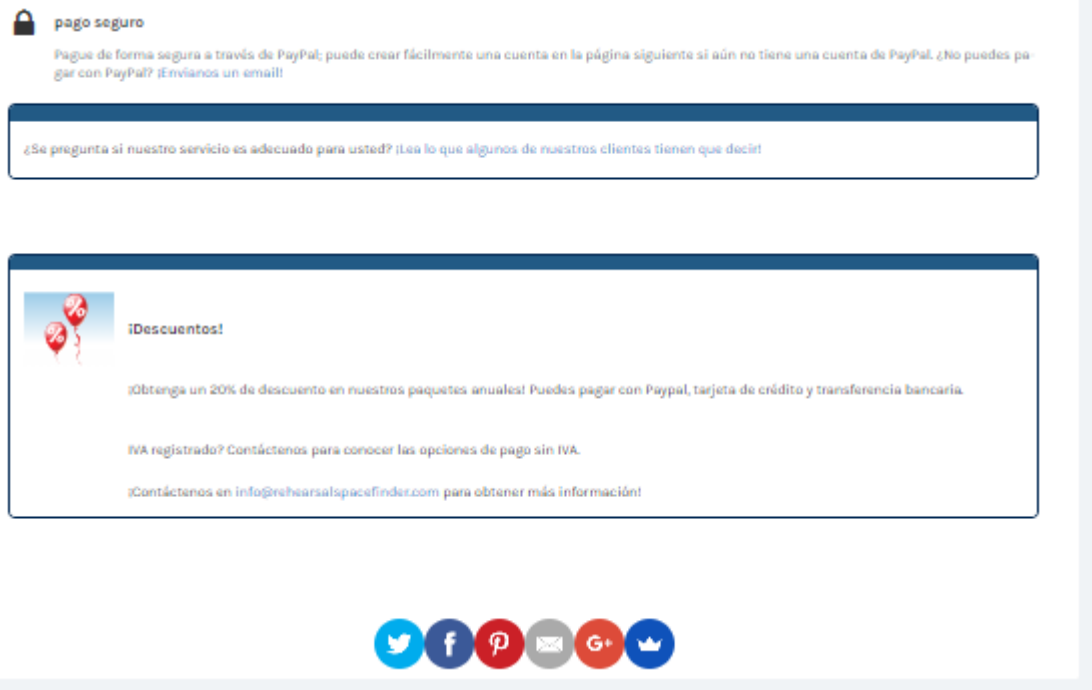 pago seguro
Pague de forma segura a través de PayPal; puede crear fácilmente una cuenta en la página siguiente si aún no tiene una cuenta de PayPal. ¿No puedes pa-
gar con PayPal? ¡Envíanos un email!
¿Se pregunta si nuestro servicio es adecuado para usted? ¡Lea lo que algunos de nuestros clientes tienen que decir!
% %
¡Descuentos!
¡Obtenga un 20% de descuento en nuestros paquetes anuales! Puedes pagar con Paypal, tarjeta de crédito y transferencia bancaria.
IVA registrado? Contáctenos para conocer las opciones de pago sin IVA.
¡Contáctenos en info@rehearsalspacefinder.com para obtener más información!
G+